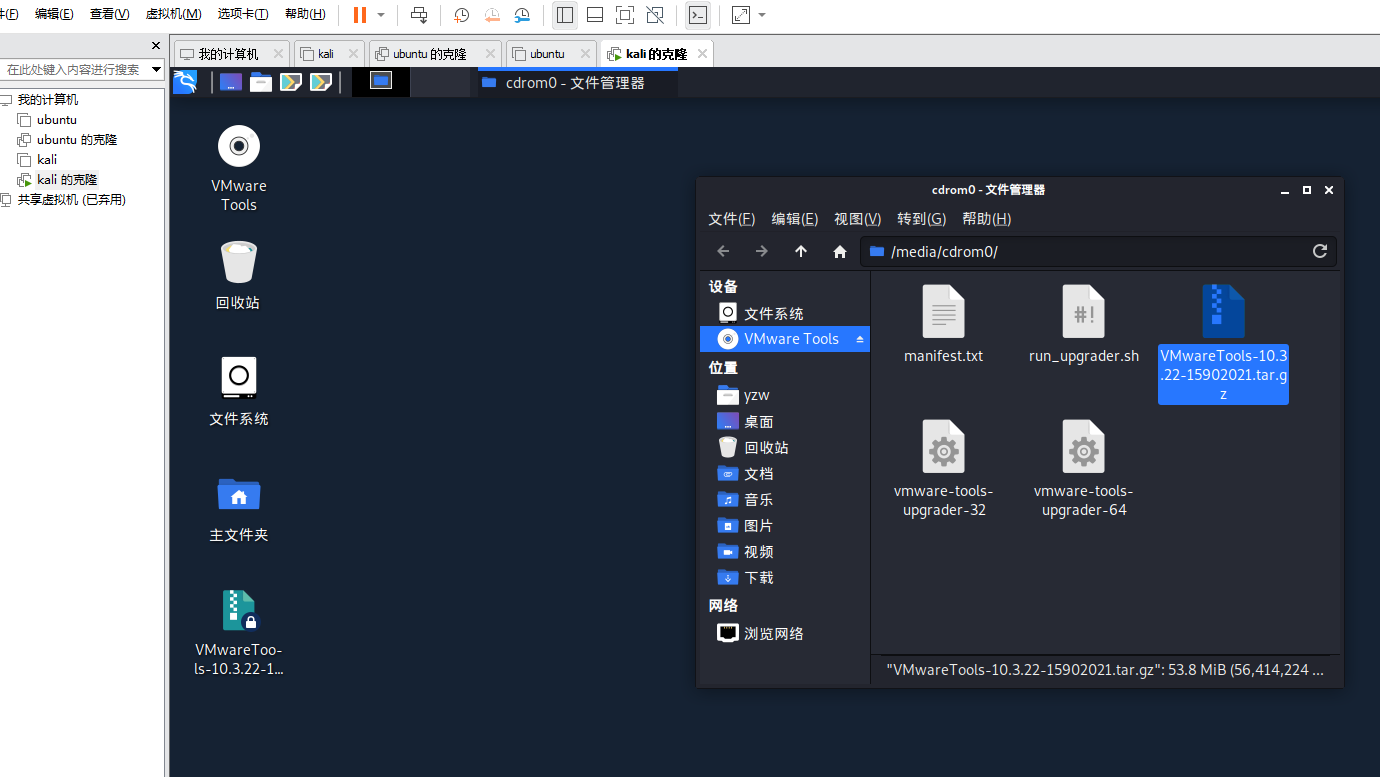 件(F) 编辑(E) 查看(V) 虚拟机(M) 选项卡(T) 帮助(H)
在此处键入内容进行搜索
我的计算机
ubuntu
ubuntu 的克隆
kali
kali 的克隆
共享虚拟机 (已弃用)
我的计算机 kali ubuntu 的克隆 ubuntu kali 的克隆
cdrom0 - 文件管理器
VMware
Tools
回收站
文件系统
主文件夹
VMwareToo-
ls-10.3.22-1...
cdrom0 - 文件管理器
文件(F) 编辑(E) 视图(V) 转到(G) 帮助(H)
/media/cdrom0/
设备
文件系统
VMware Tools
位置
yzw
桌面
回收站
文档
音乐
图片
视频
下载
网络
浏览网络
manifest.txt
#!
run_upgrader.sh
VMwareTools-10.3
.22-15902021.tar.g
z
vmware-tools-
upgrader-32
vmware-tools-
upgrader-64
"VMwareTools-10.3.22-15902021.tar.gz": 53.8 MiB (56,414,224 ...